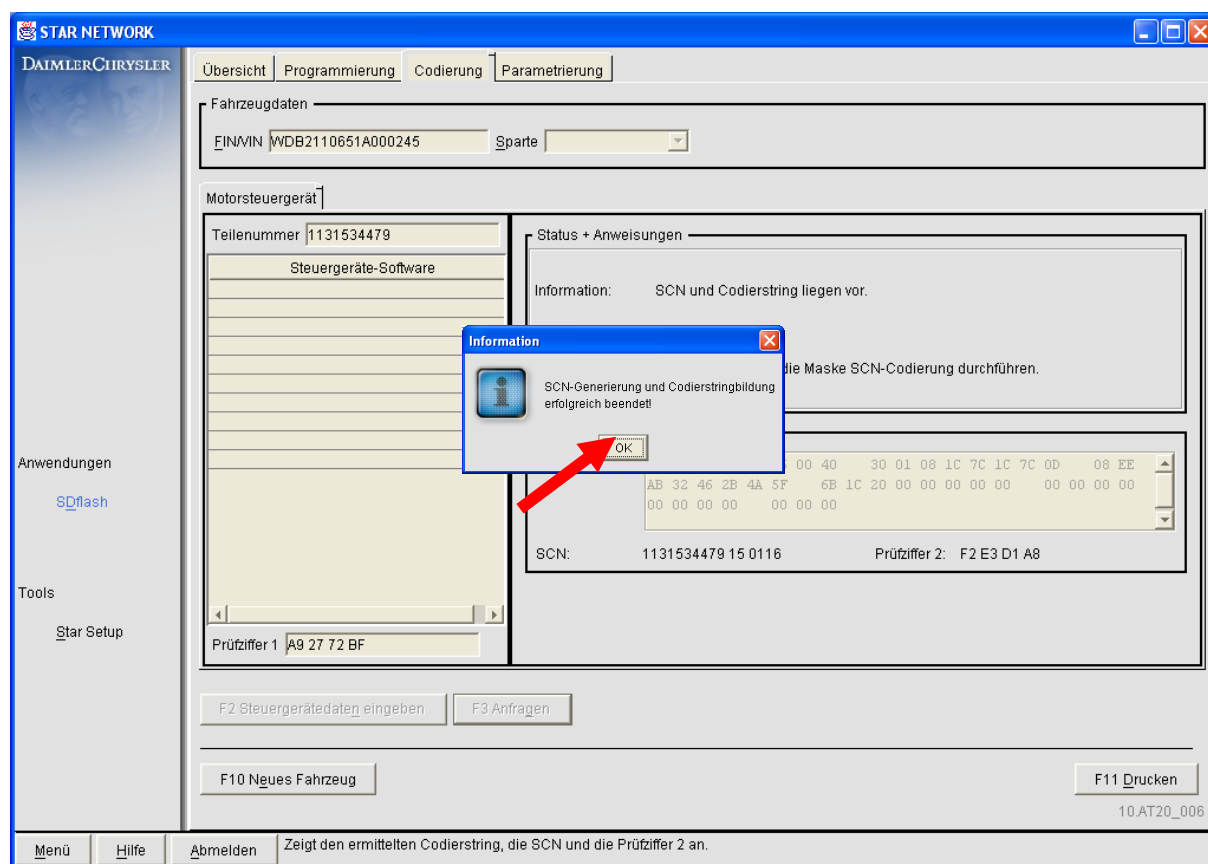 STAR NETWORK
DAIMLERCHRYSLER
Übersicht Programmierung Codierung Parametrierung
Fahrzeugdaten
FIN/VIN WDB2110651A000245 Sparte
Motorsteuergerät
Teilenummer 1131534479
Steuergeräte-Software
Status + Anweisungen
Information: SCN und Codierstring liegen vor.
die Maske SCN-Codierung durchführen.
Information
SCN-Generierung und Codierstringbildung
erfolgreich beendet!
OK
00 40 30 01 08 1C 7C 1C 7C 0D 08 EE
AB 32 46 2B 4A 5F 6B 1C 20 00 00 00 00 00 00 00 00 00
00 00 00 00 00 00 00
SCN: 1131534479 15 0116 Prüfziffer 2: F2 E3 D1 A8
Prüfziffer 1 A9 27 72 BF
Anwendungen
SDflash
Tools
Star Setup
F2 Steuergerätedaten eingeben F3 Anfragen
F10 Neues Fahrzeug F11 Drucken
10.AT20_006
Menü Hilfe Abmelden Zeigt den ermittelten Codierstring, die SCN und die Prüfziffer 2 an.